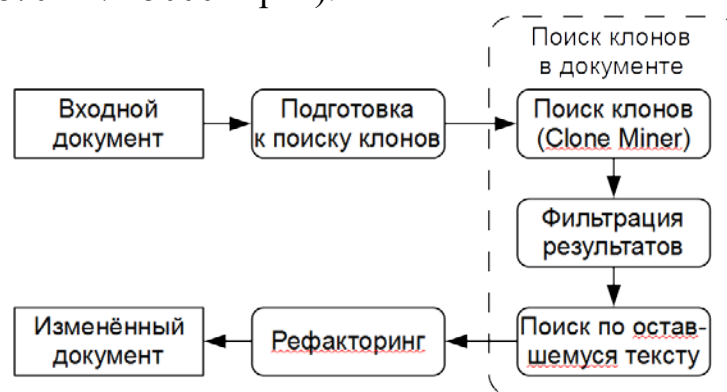 Поиск клонов
в документе
Входной
документ
Подготовка
к поиску клонов
Поиск клонов
(Clone Miner)
Фильтрация
результатов
Поиск по остав-
шемуся тексту
Рефакторинг
Изменённый
документ